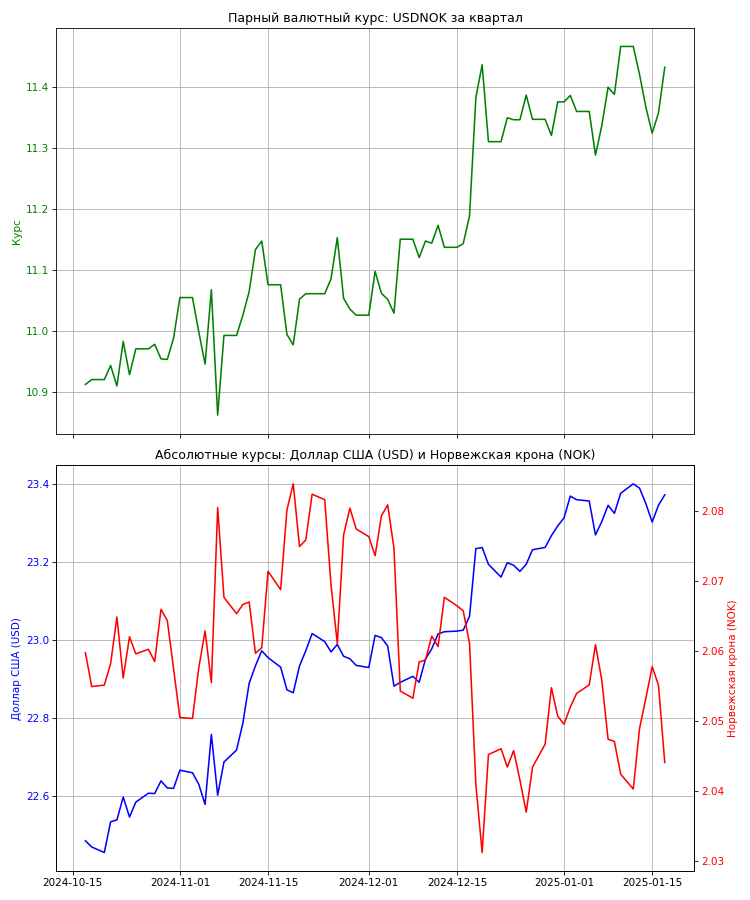 Парный валютный курс: USDNOK за квартал
11.4
11.3
11.2
11.1
11.0
10.9
Курс
Абсолютные курсы: Доллар США (USD) и Норвежская крона (NOK)
23.4
23.2
23.0
22.8
22.6
Доллар США (USD)
2.08
2.07
2.06
2.05
2.04
2.03
Норвежская крона (NOK)
2024-10-15 2024-11-01 2024-11-15 2024-12-01 2024-12-15 2025-01-01 2025-01-15